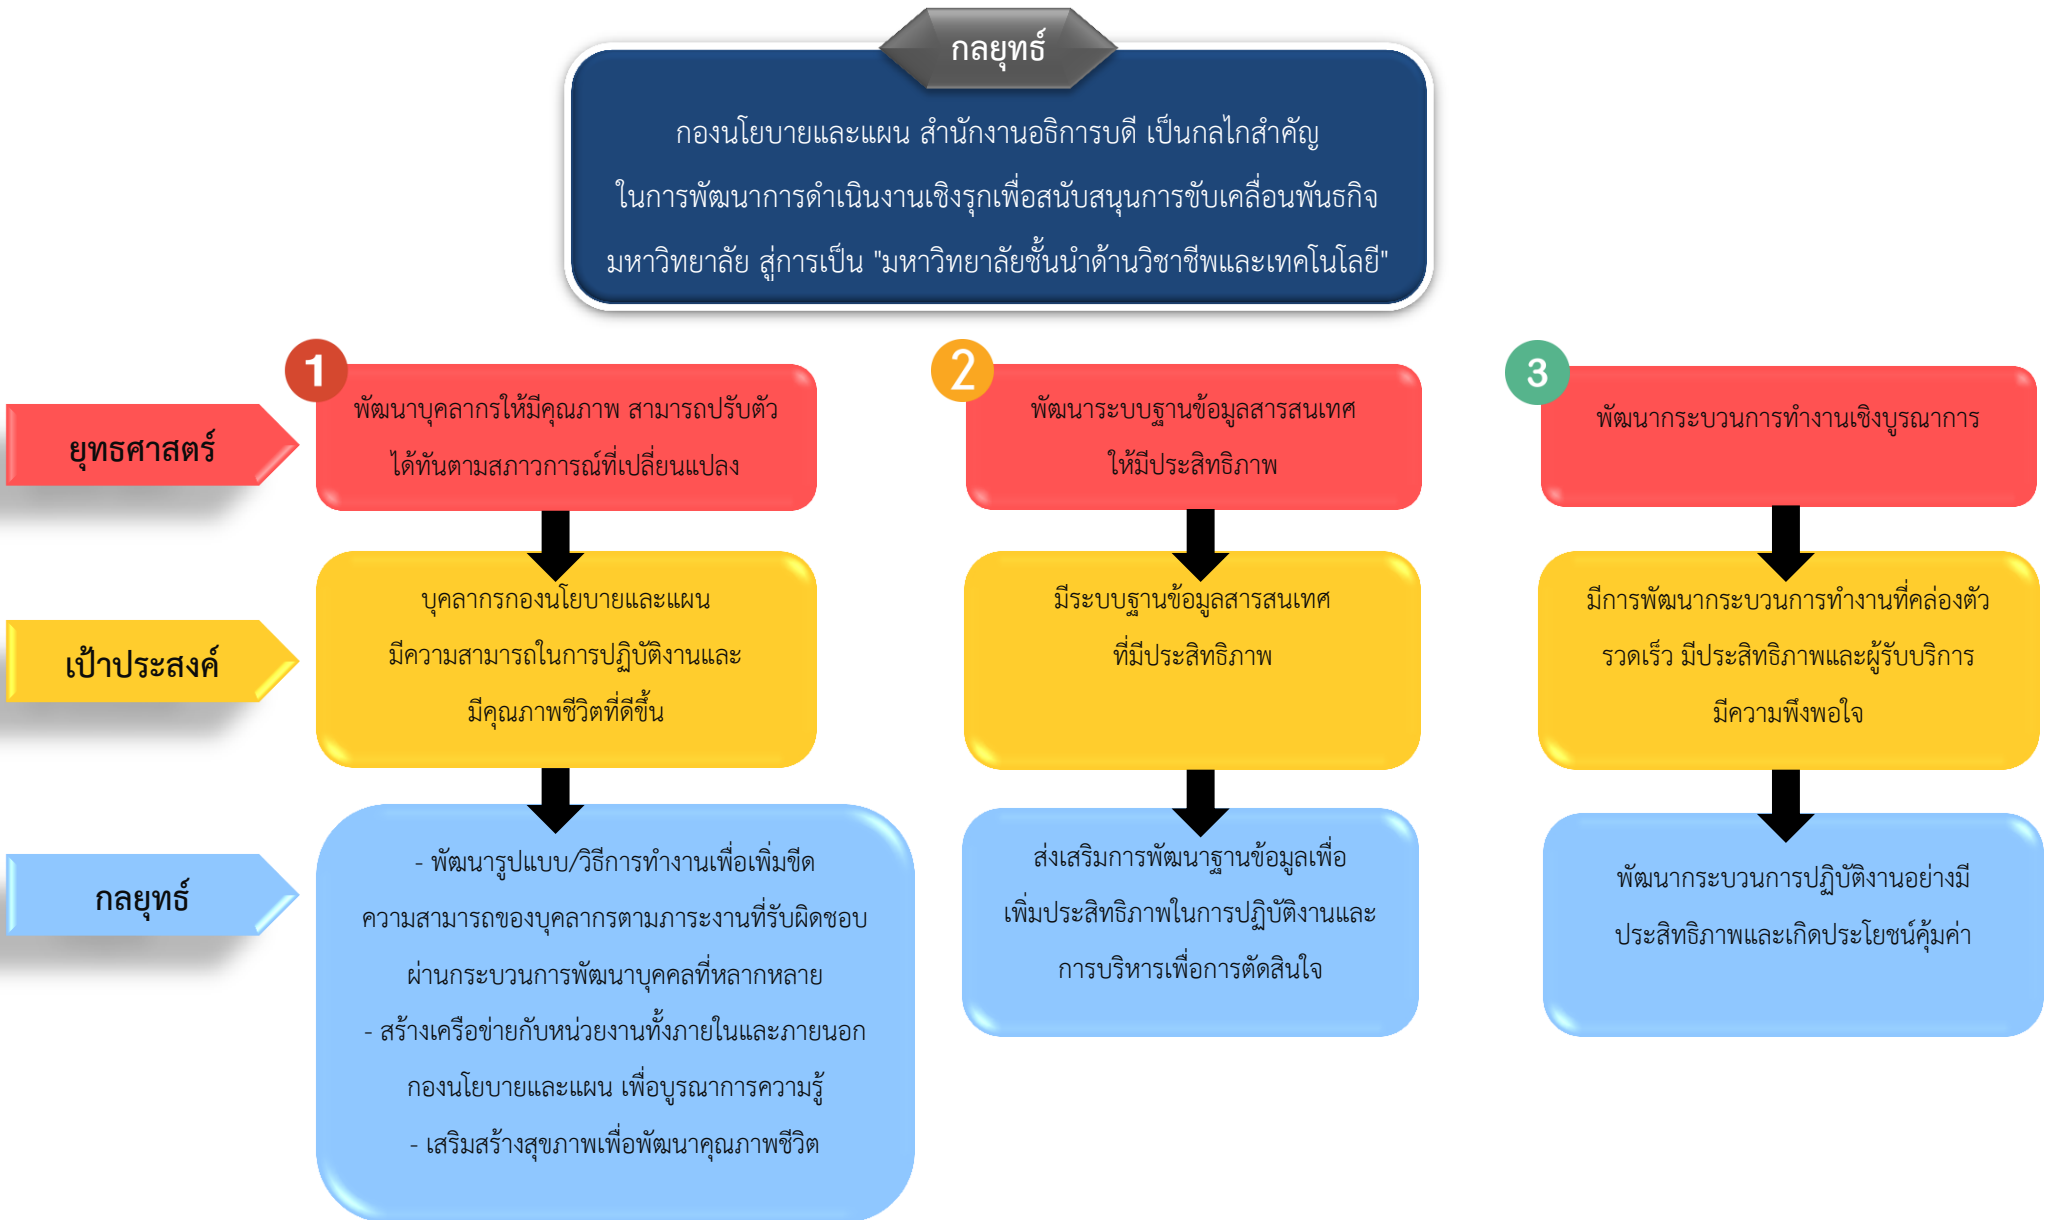 กลยุทธ์
กองนโยบายและแผน สำนักงานอธิการบดี เป็นกลไกสำคัญ
ในการพัฒนาการดำเนินงานเชิงรุกเพื่อสนับสนุนการขับเคลื่อนพันธกิจ
มหาวิทยาลัย สู่การเป็น "มหาวิทยาลัยชั้นนำด้านวิชาชีพและเทคโนโลยี"
ยุทธศาสตร์
1
พัฒนาบุคลากรให้มีคุณภาพ สามารถปรับตัว
ได้ทันตามสภาวการณ์ที่เปลี่ยนแปลง
2
พัฒนาระบบฐานข้อมูลสารสนเทศ
ให้มีประสิทธิภาพ
3
พัฒนากระบวนการทำงานเชิงบูรณาการ
เป้าประสงค์
บุคลากรกองนโยบายและแผน
มีความสามารถในการปฏิบัติงานและ
มีคุณภาพชีวิตที่ดีขึ้น
มีระบบฐานข้อมูลสารสนเทศ
ที่มีประสิทธิภาพ
มีการพัฒนากระบวนการทำงานที่คล่องตัว
รวดเร็ว มีประสิทธิภาพและผู้รับบริการ
มีความพึงพอใจ
กลยุทธ์
- พัฒนารูปแบบ/วิธีการทำงานเพื่อเพิ่มขีด
ความสามารถของบุคลากรตามภาระงานที่รับผิดชอบ
ผ่านกระบวนการพัฒนาบุคคลที่หลากหลาย
- สร้างเครือข่ายกับหน่วยงานทั้งภายในและภายนอก
กองนโยบายและแผน เพื่อบูรณาการความรู้
- เสริมสร้างสุขภาพเพื่อพัฒนาคุณภาพชีวิต
ส่งเสริมการพัฒนาฐานข้อมูลเพื่อ
เพิ่มประสิทธิภาพในการปฏิบัติงานและ
การบริหารเพื่อการตัดสินใจ
พัฒนากระบวนการปฏิบัติงานอย่างมี
ประสิทธิภาพและเกิดประโยชน์คุ้มค่า